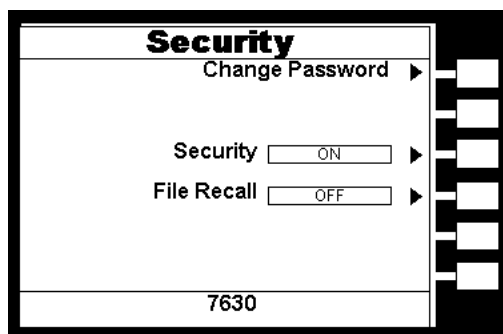 Security
Change Password
Security ON
File Recall OFF
7630